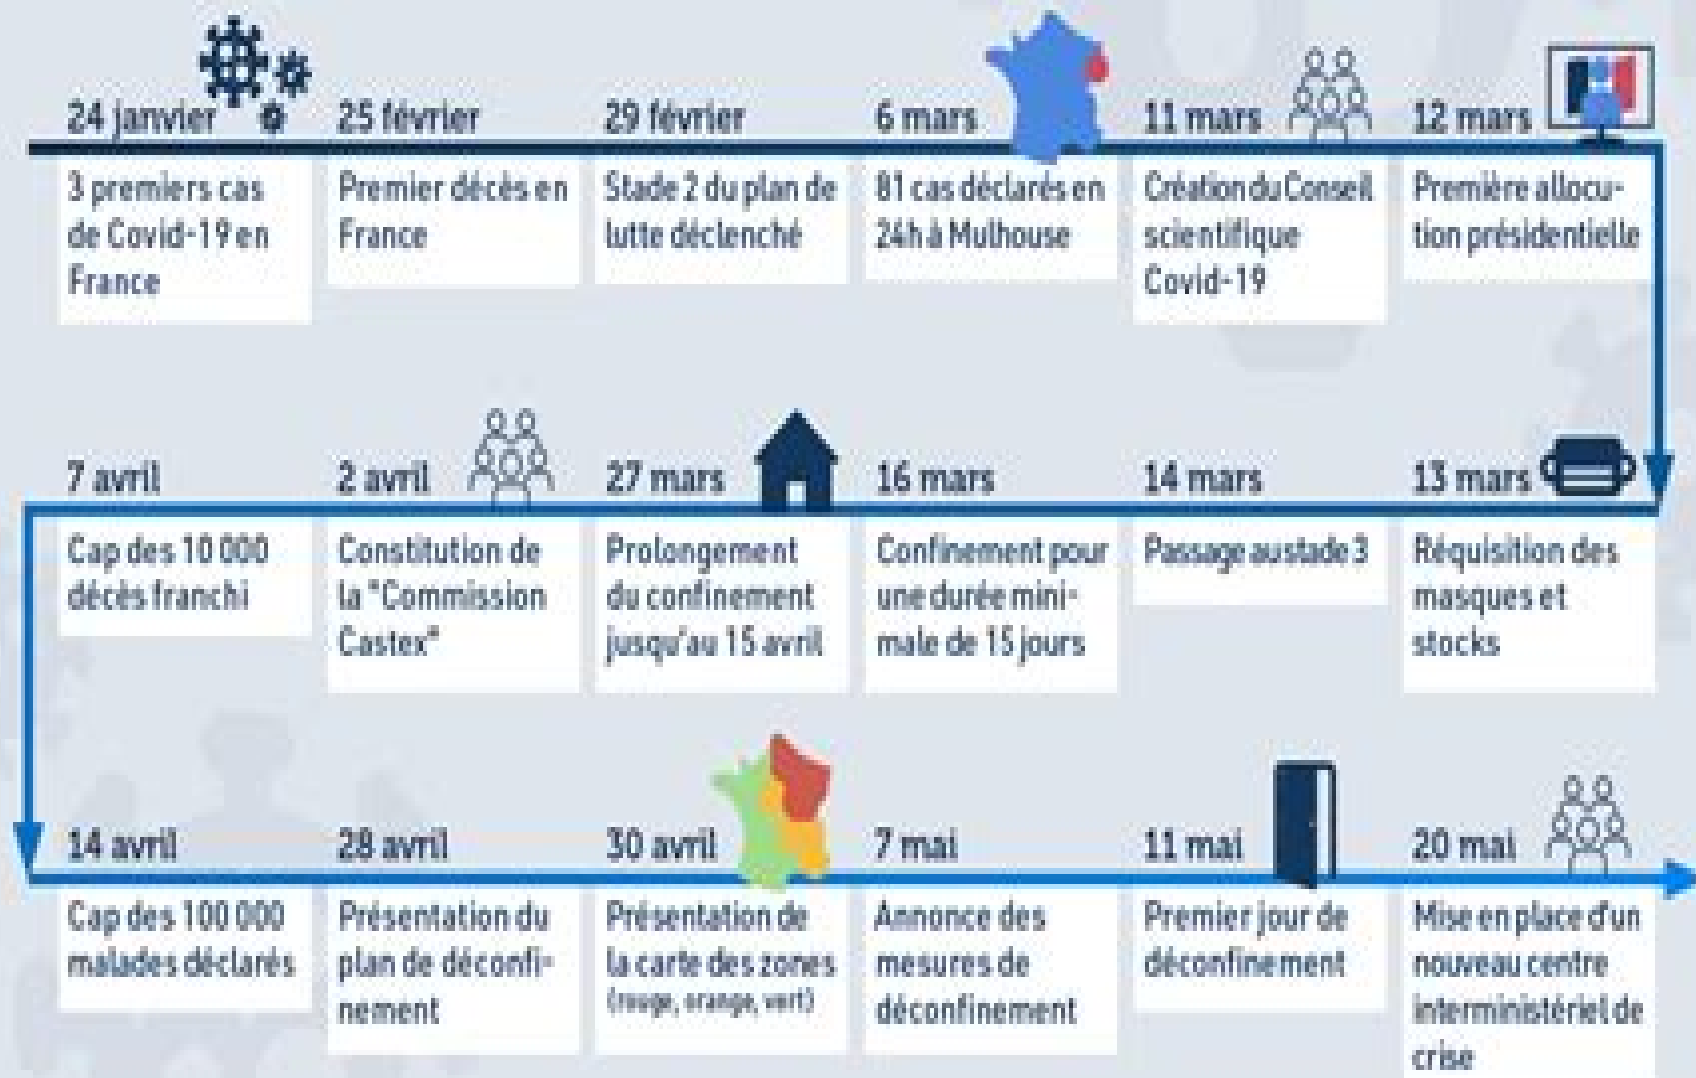 24 janvier
3 premiers cas
de Covid-19 en
France
25 février
Premier décès en
France
29 février
Stade 2 du plan de
lutte déclenché
6 mars
81 cas déclarés en
24h à Mulhouse
11 mars
Création du Conseil
scientifique
Covid-19
12 mars
Première allocu-
tion présidentielle
13 mars
Réquisition des
masques et
stocks
14 mars
Passage au stade 3
16 mars
Confinement pour
une durée mini-
male de 15 jours
27 mars
Prolongement
du confinement
jusqu'au 15 avril
2 avril
Constitution de
la "Commission
Castex"
7 avril
Cap des 10 000
décès franchi
14 avril
Cap des 100 000
malades déclarés
28 avril
Présentation du
plan de déconfi-
nement
30 avril
Présentation de
la carte des zones
(rouge, orange, vert)
7 mai
Annonce des
mesures de
déconfinement
11 mai
Premier jour de
déconfinement
20 mai
Mise en place d'un
nouveau centre
interministériel de
crise